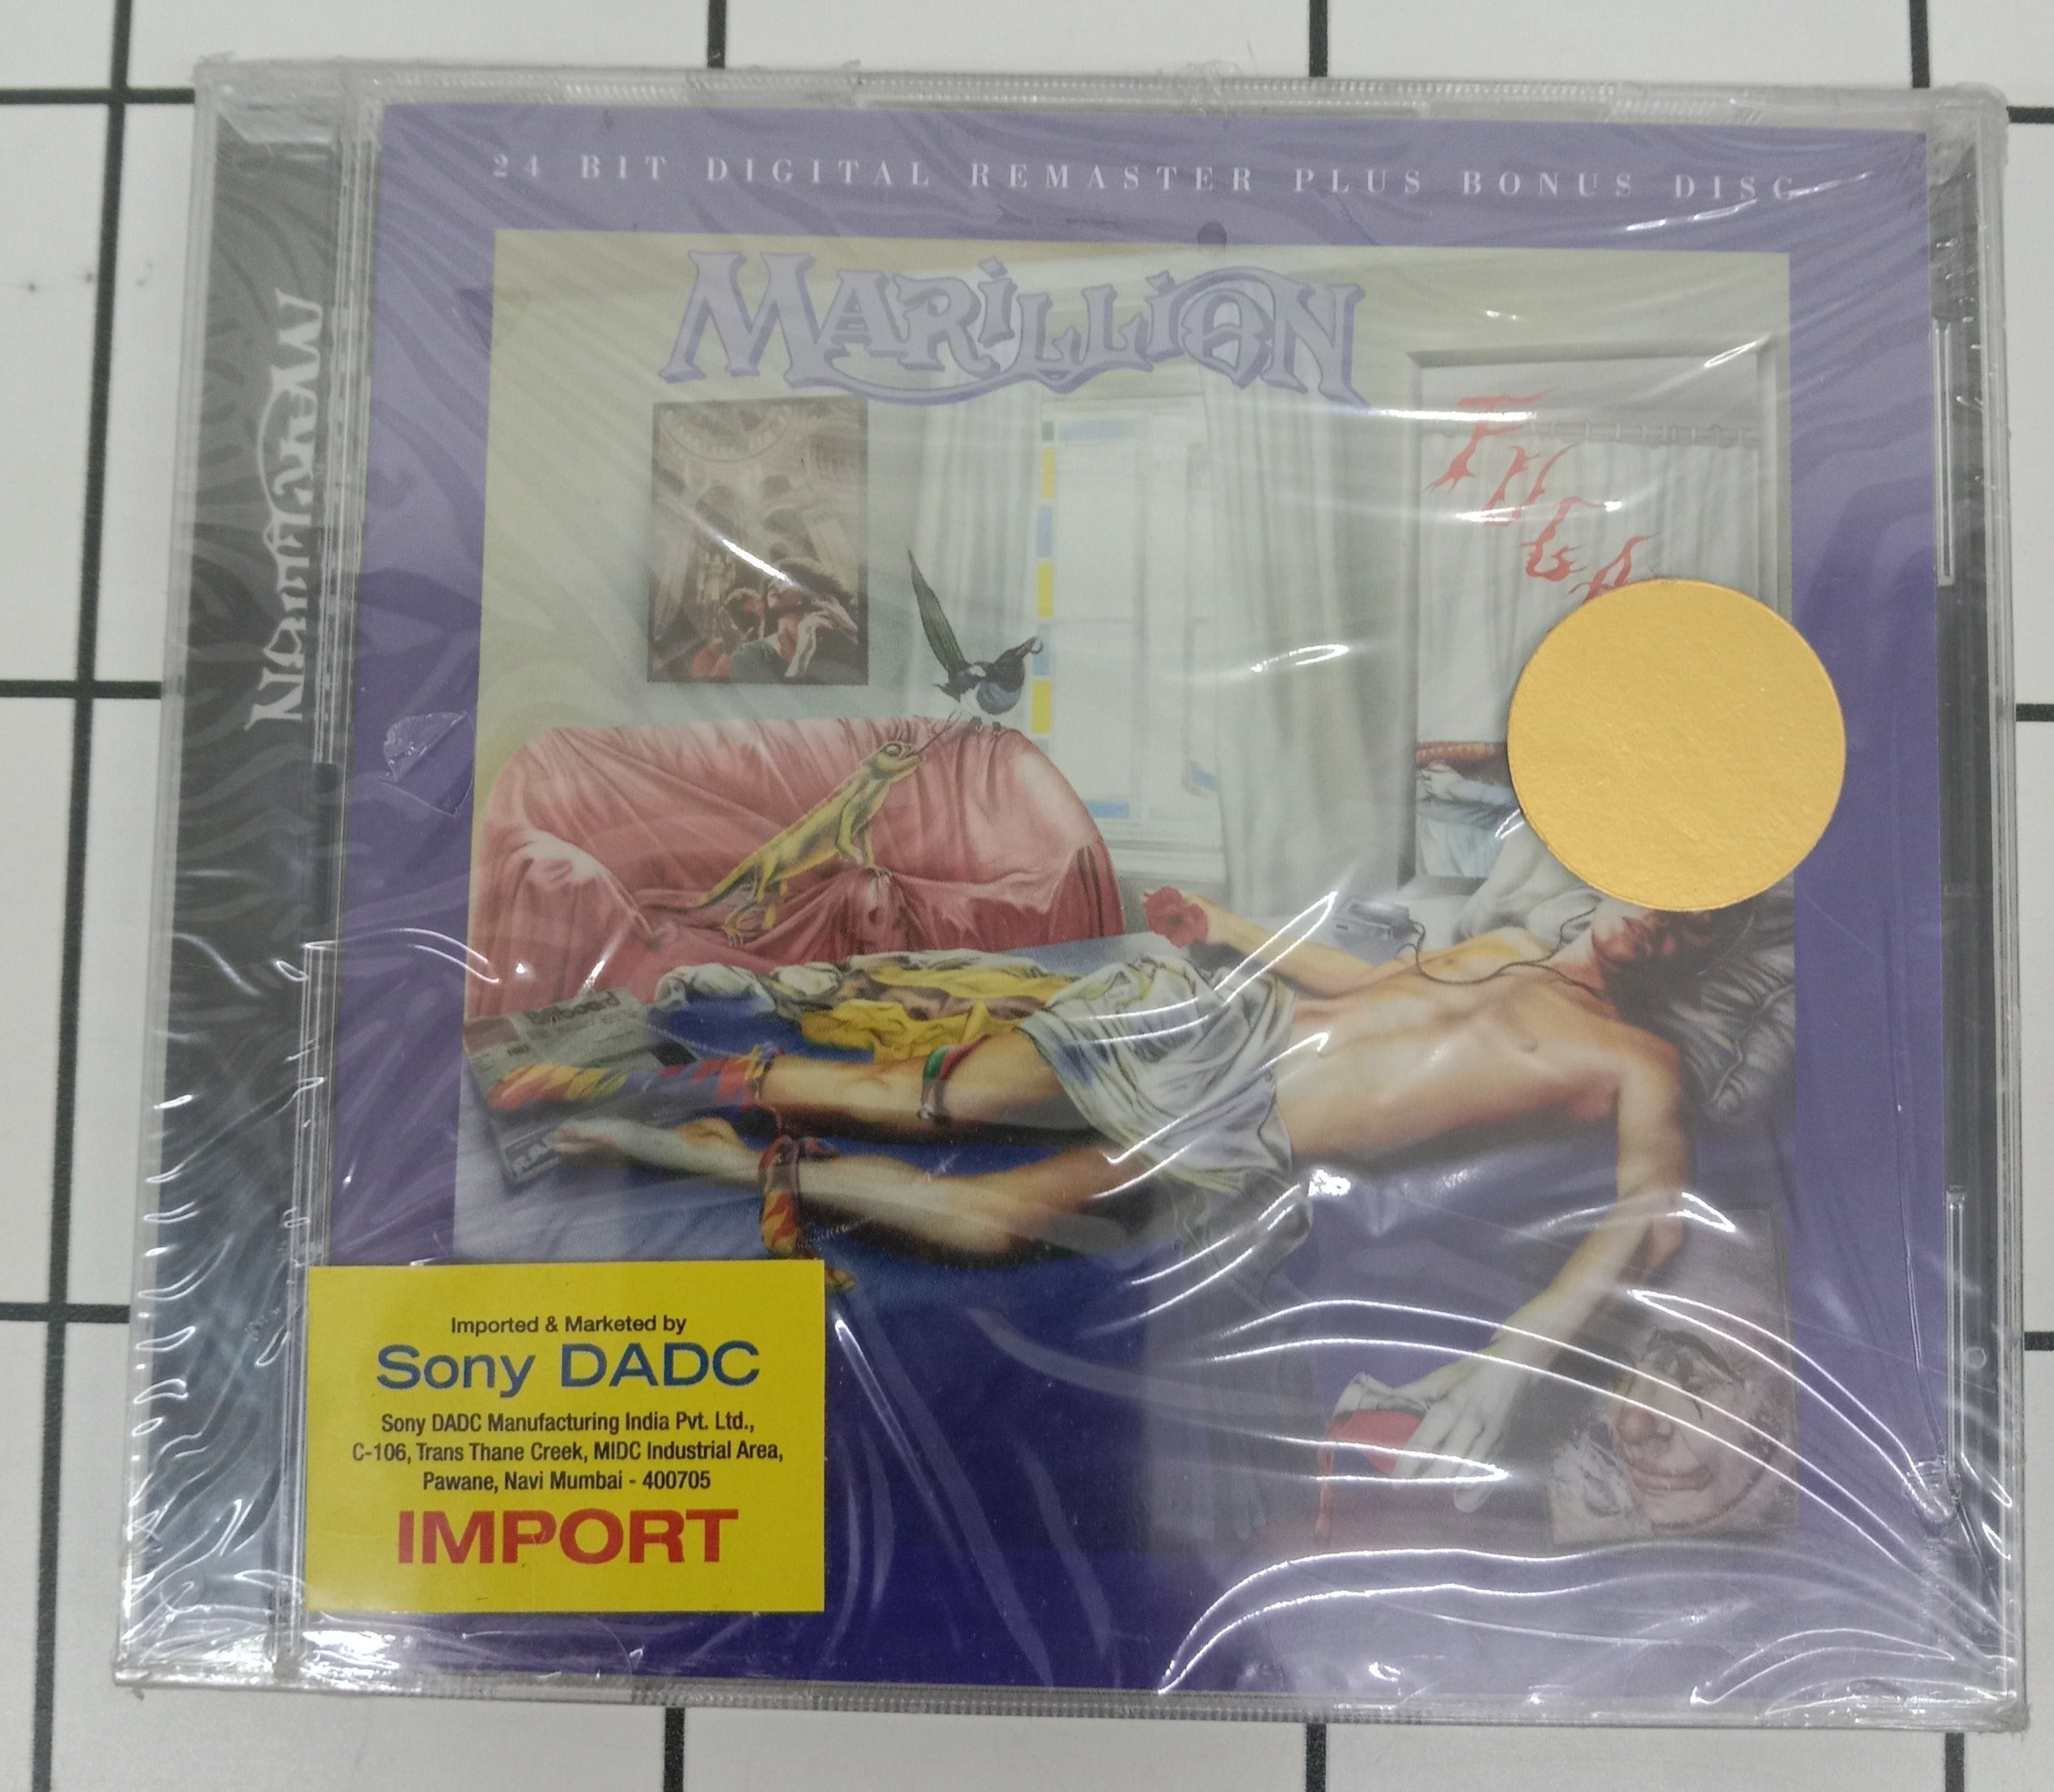 24 BIT DIGITAL REMASTER PLUS BONUS DISC
MARILLION
MARILLION
Imported & Marketed by
Sony DADC
Sony DADC Manufacturing India Pvt. Ltd.,
C-106, Trans Thane Creek, MIDC Industrial Area,
Pawane, Navi Mumbai - 400705
IMPORT